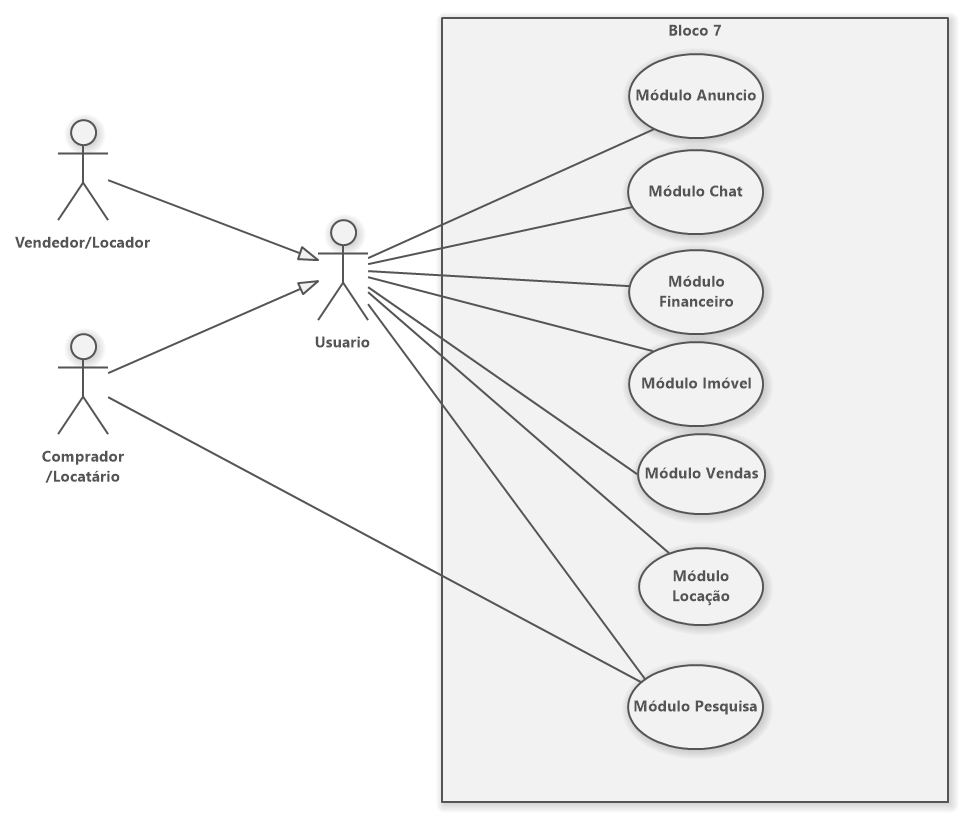 Bloco 7
Módulo Anuncio
Módulo Chat
Vendedor/Locador
Módulo
Financeiro
Usuario
Módulo Imóvel
Comprador
/Locatário
Módulo Vendas
Módulo
Locação
Módulo Pesquisa